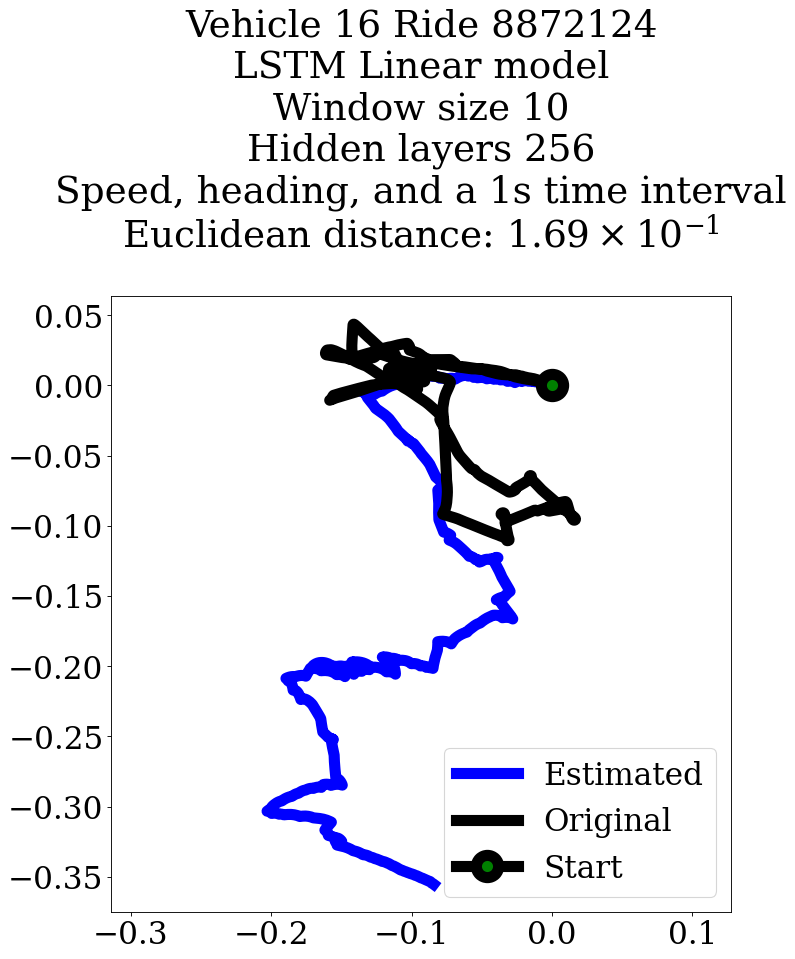 Vehicle 16 Ride 8872124
LSTM Linear model
Window size 10
Hidden layers 256
Speed, heading, and a 1s time interval
Euclidean distance: 1.69 × 10⁻¹
0.05
0.00
−0.05
−0.10
−0.15
−0.20
−0.25
−0.30
−0.35
Estimated
Original
Start
−0.3 −0.2 −0.1 0.0 0.1